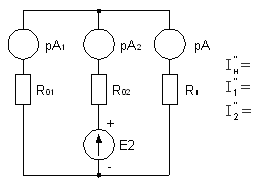 pA1 pA2 pA
I"н=
R01 R02 Rн I"1=
I"2=
+
E2
-